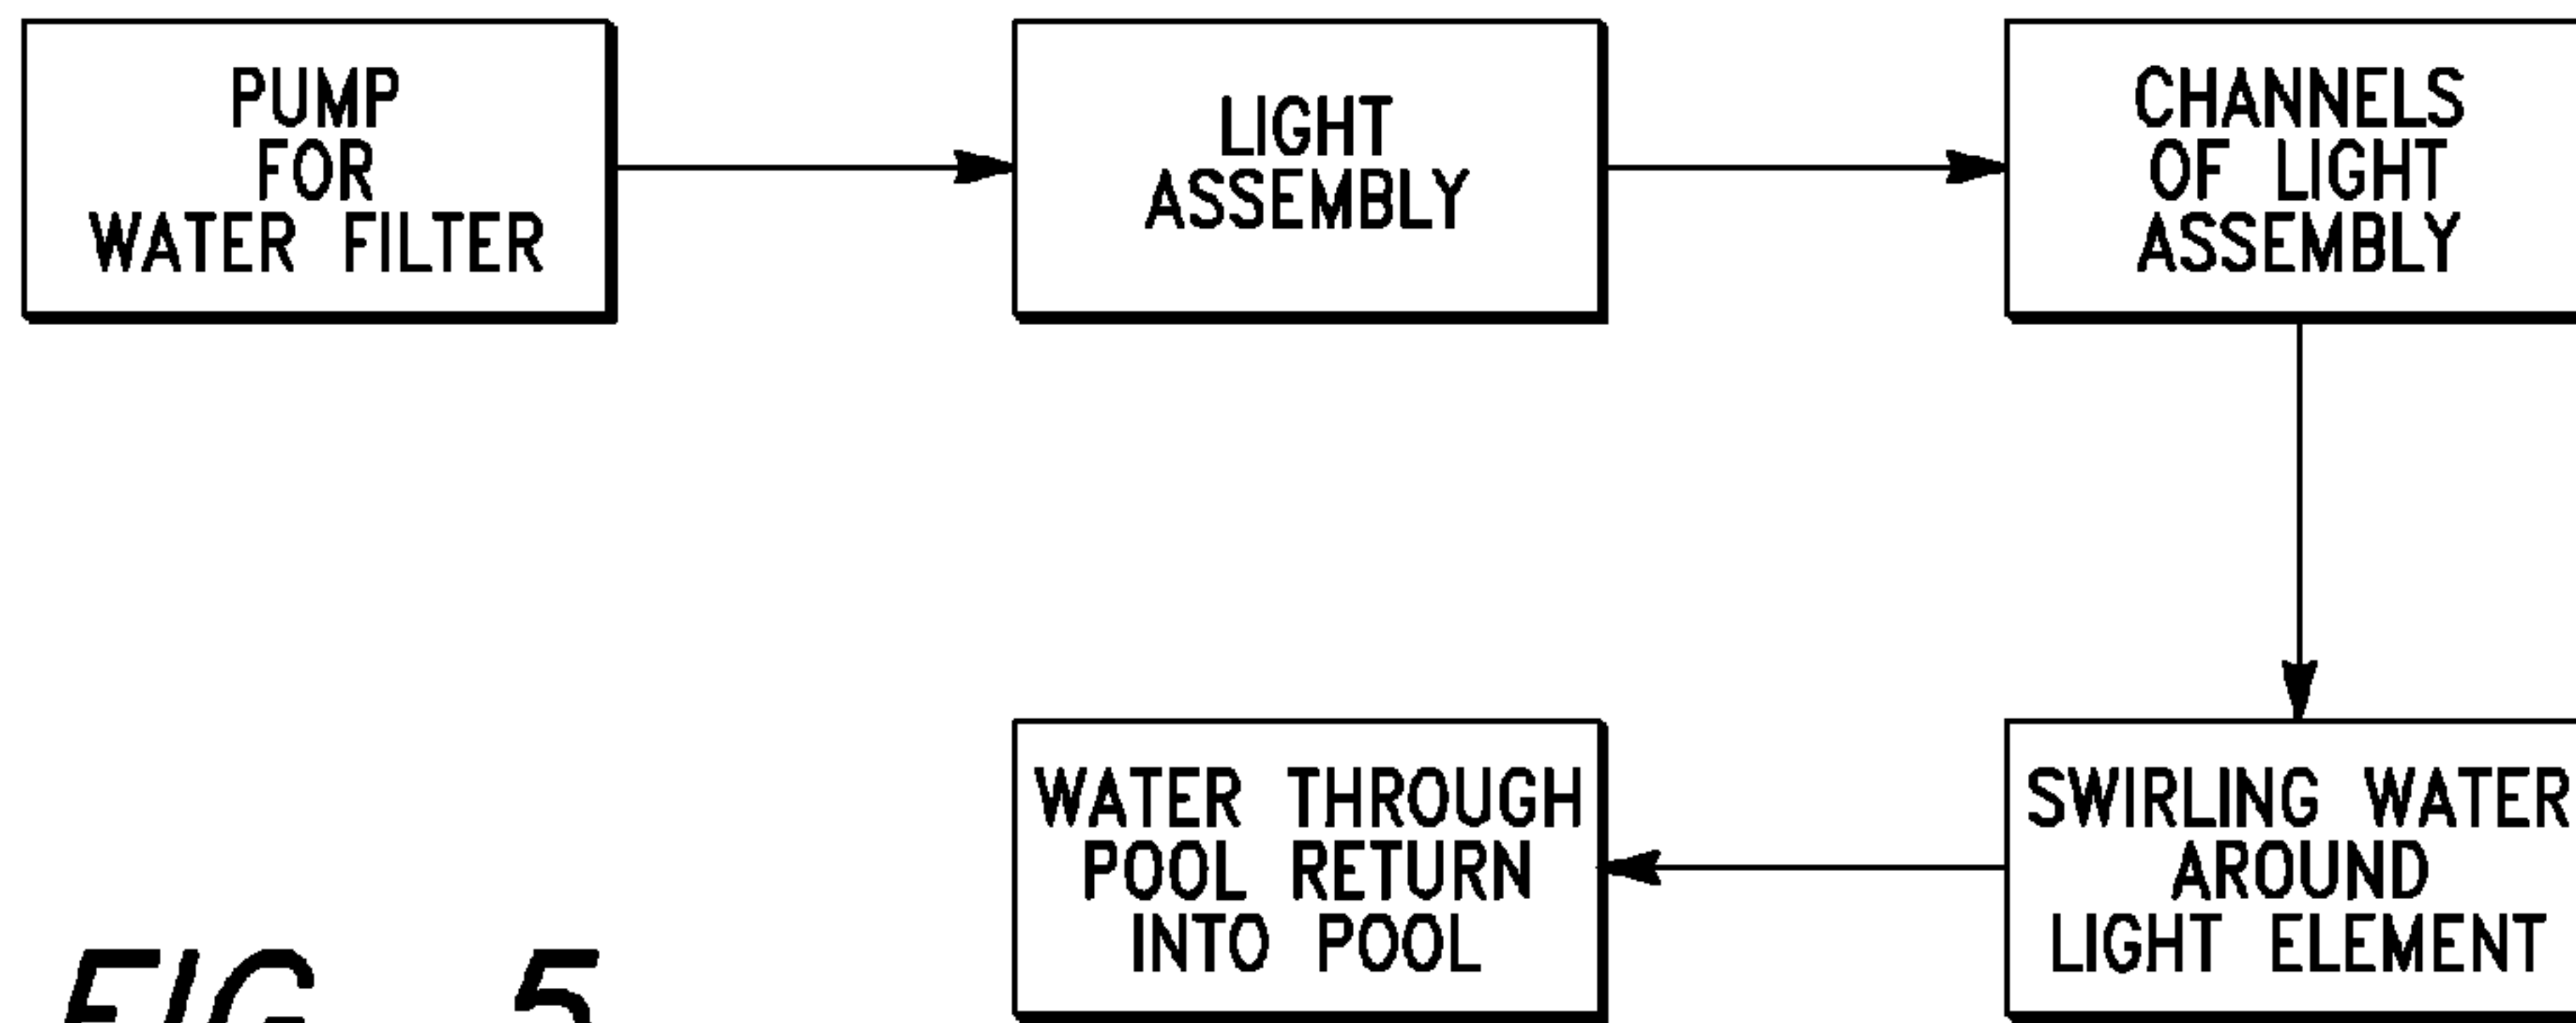 PUMP
FOR
WATER FILTER
LIGHT
ASSEMBLY
CHANNELS
OF LIGHT
ASSEMBLY
SWIRLING WATER
AROUND
LIGHT ELEMENT
WATER THROUGH
POOL RETURN
INTO POOL
FIG. 5